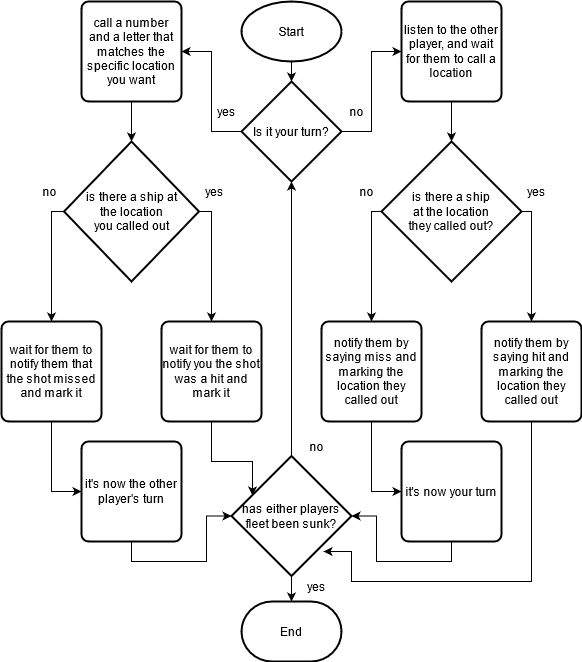 call a number
and a letter that
matches the
specific location
you want
Start
listen to the other
player, and wait
for them to call a
location
yes
Is it your turn?
no
no
is there a ship at
the location
you called out
yes
no
is there a ship
at the location
they called out?
yes
wait for them to
notify them that
the shot missed
and mark it
wait for them to
notify you the shot
was a hit and
mark it
notify them by
saying miss and
marking the
location they
called out
notify them by
saying hit and
marking the
location they
called out
no
it's now the other
player's turn
has either players
fleet been sunk?
it's now your turn
yes
End